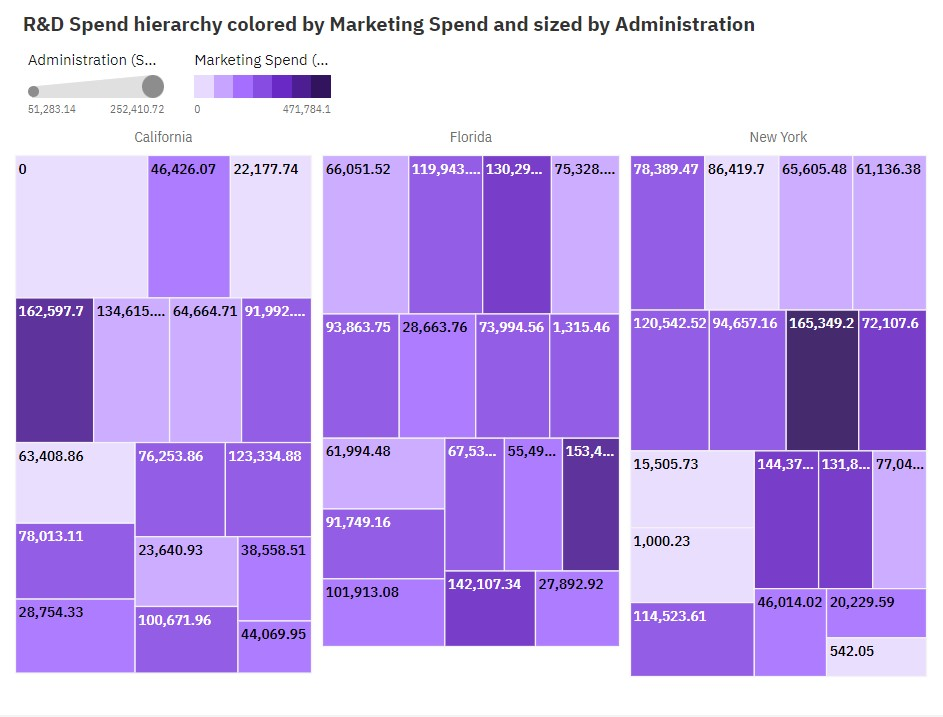 R&D Spend hierarchy colored by Marketing Spend and sized by Administration
Administration (S... Marketing Spend (...
51,283.14 252,410.72 0 471,784.1
California Florida New York
0 46,426.07 22,177.74
162,597.7 134,615.... 64,664.71 91,992....
63,408.86 76,253.86 123,334.88
78,013.11
23,640.93 38,558.51
28,754.33
100,671.96
44,069.95
66,051.52 119,943.... 130,29... 75,328....
93,863.75 28,663.76 73,994.56 1,315.46
61,994.48 67,53... 55,49... 153,4...
91,749.16
101,913.08 142,107.34 27,892.92
78,389.47 86,419.7 65,605.48 61,136.38
120,542.52 94,657.16 165,349.2 72,107.6
15,505.73 144,37... 131,8... 77,04...
1,000.23
114,523.61 46,014.02 20,229.59
542.05